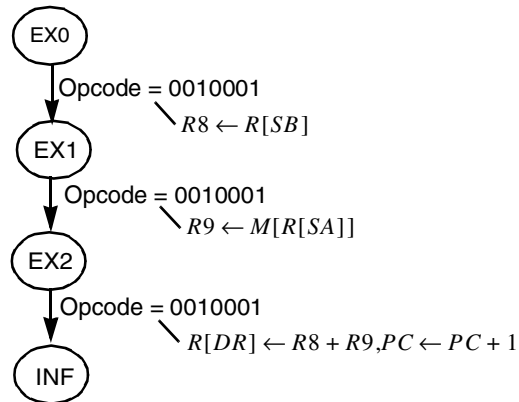 EX0
Opcode = 0010001
R8 ← R[SB]
EX1
Opcode = 0010001
R9 ← M[R[SA]]
EX2
Opcode = 0010001
R[DR] ← R8 + R9,PC ← PC + 1
INF